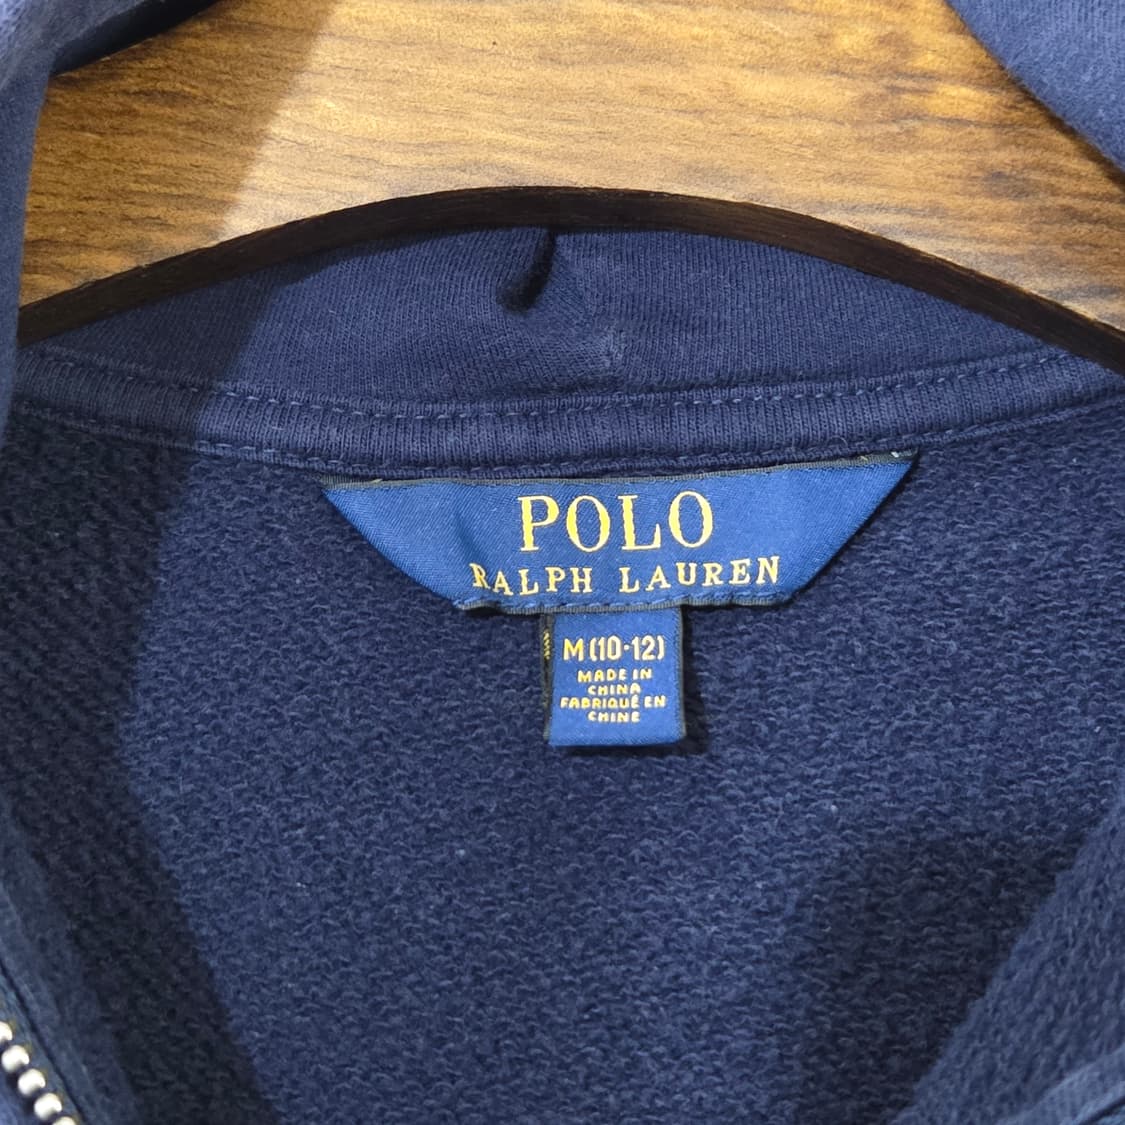 POLO
RALPH LAUREN
M (10-12)
MADE IN
CHINA
FABRIQUÉ EN
CHINE